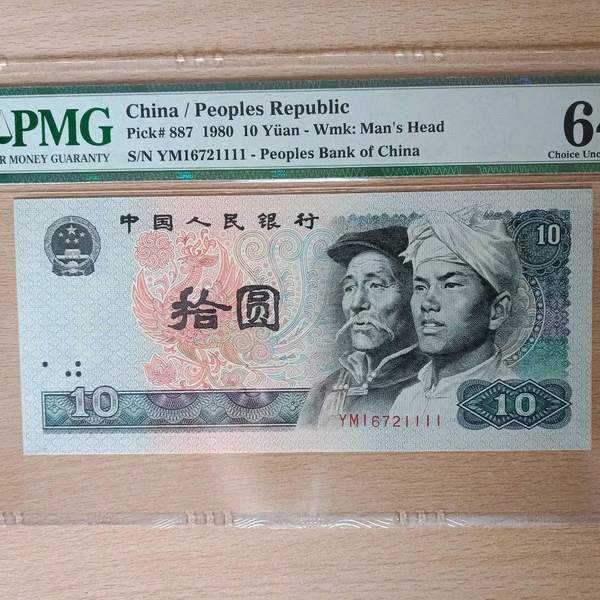 PMG
R MONEY GUARANTY
China / Peoples Republic
Pick# 887 1980 10 Yüan - Wmk: Man's Head
S/N YM16721111 - Peoples Bank of China
64
Choice Unc
中国人民银行
10
拾圆
10
10
YM16721111